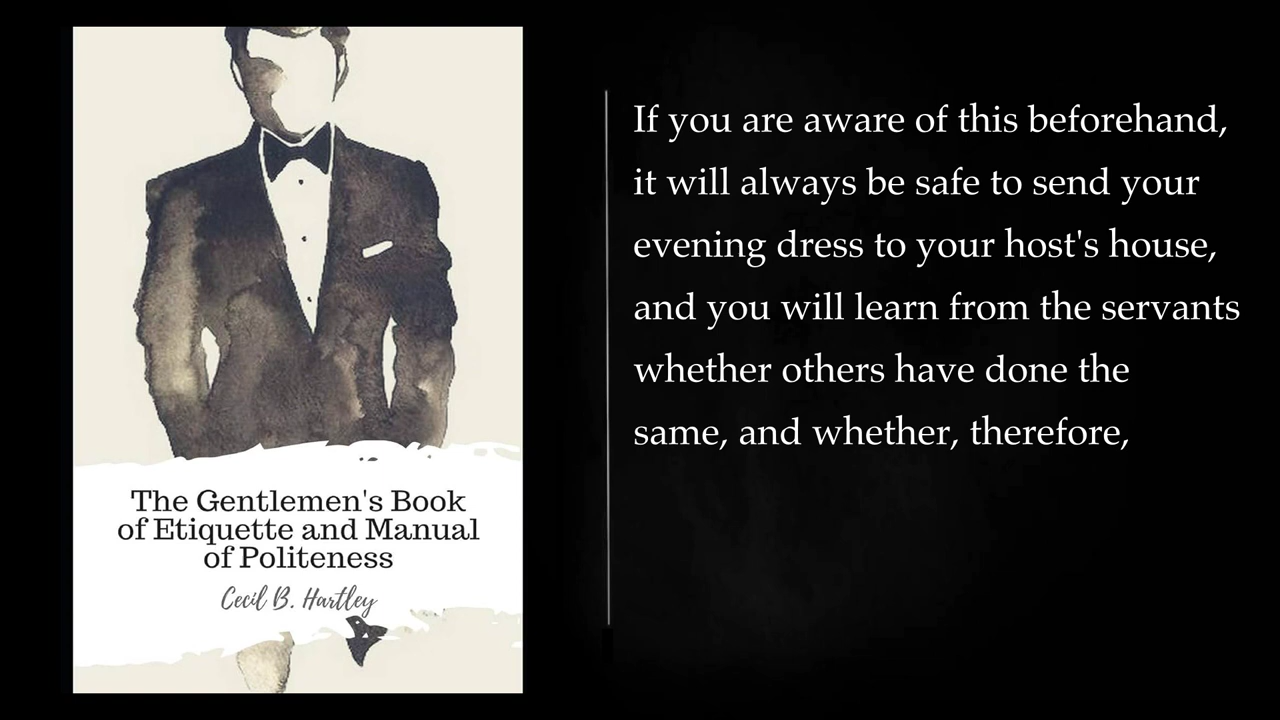 The Gentlemen's Book
of Etiquette and Manual
of Politeness
Cecil B. Hartley
If you are aware of this beforehand,
it will always be safe to send your
evening dress to your host's house,
and you will learn from the servants
whether others have done the
same, and whether, therefore,